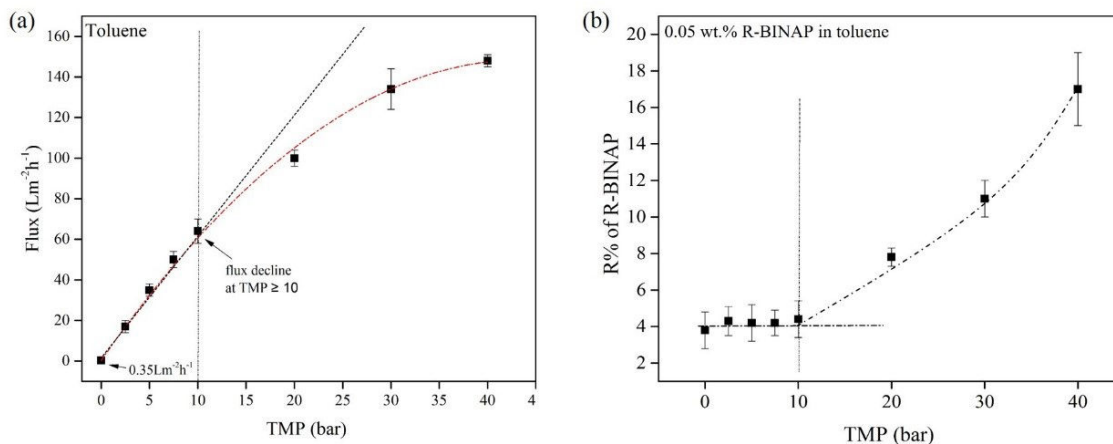 (a)
Toluene
160
140
120
100
80
60
40
20
0
Flux (Lm⁻²h⁻¹)
flux decline
at TMP ≥ 10
0.35Lm⁻²h⁻¹
0 5 10 20 30 40 4
TMP (bar)
(b)
0.05 wt.% R-BINAP in toluene
20
18
16
14
12
10
8
6
4
2
R% of R-BINAP
0 10 20 30 40
TMP (bar)